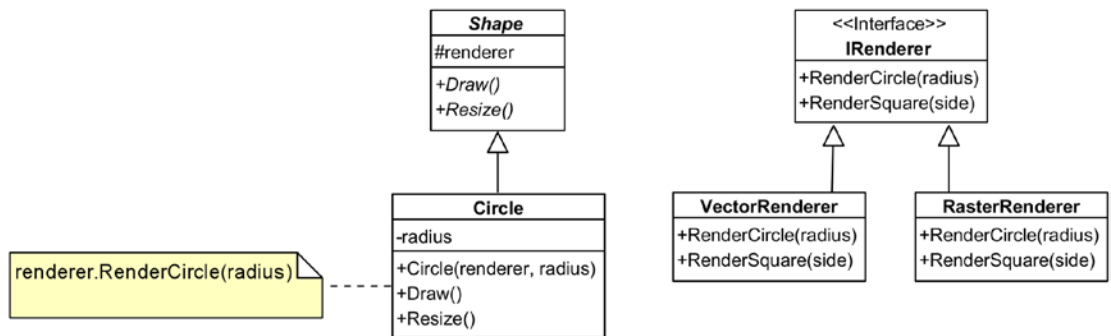 Shape
#renderer
+Draw()
+Resize()
<<Interface>>
IRenderer
+RenderCircle(radius)
+RenderSquare(side)
renderer.RenderCircle(radius)
Circle
-radius
+Circle(renderer, radius)
+Draw()
+Resize()
VectorRenderer
+RenderCircle(radius)
+RenderSquare(side)
RasterRenderer
+RenderCircle(radius)
+RenderSquare(side)